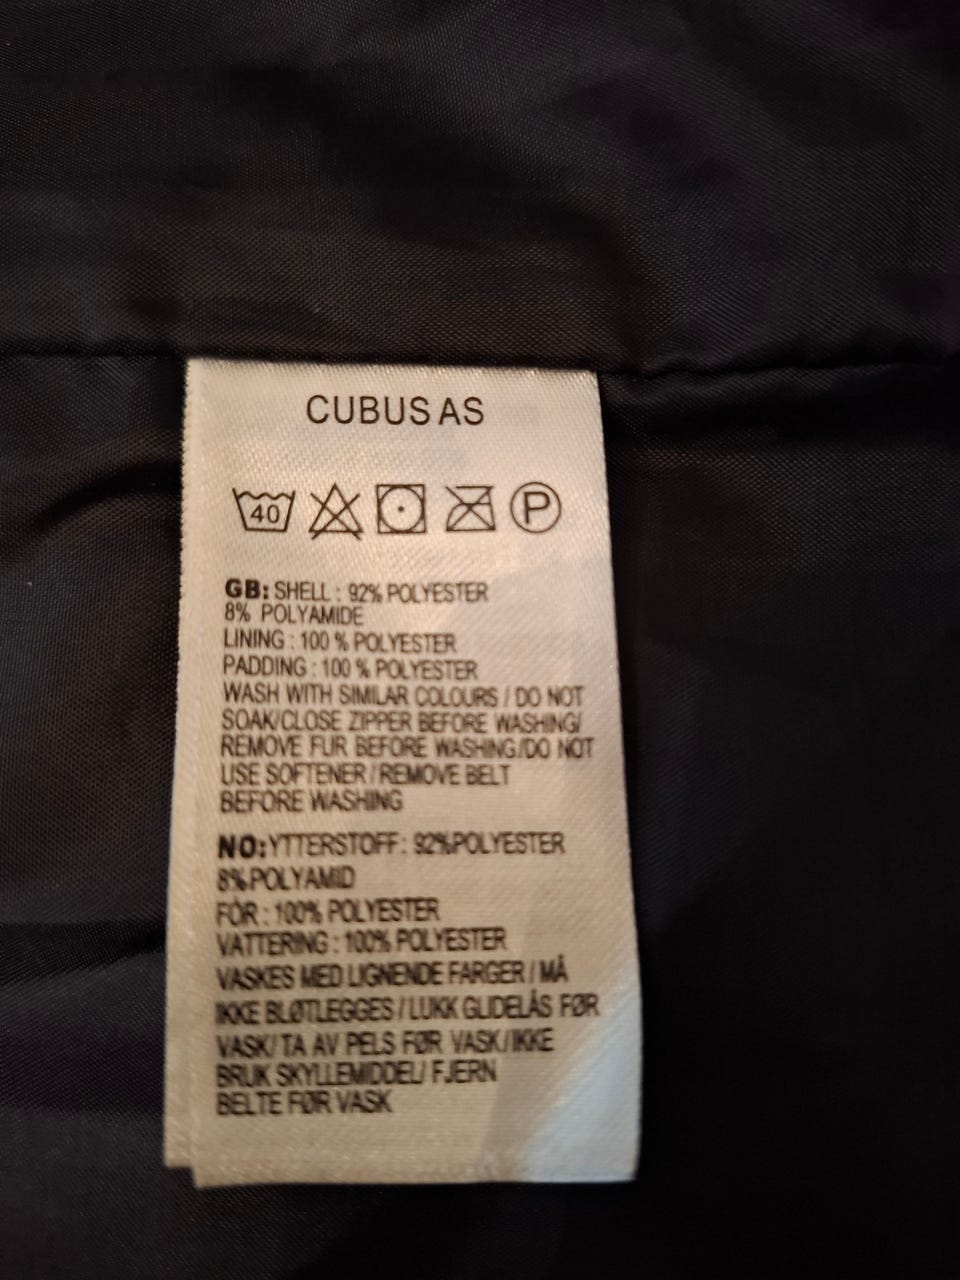 CUBUS AS
40 P
GB: SHELL : 92% POLYESTER
8% POLYAMIDE
LINING : 100 % POLYESTER
PADDING : 100 % POLYESTER
WASH WITH SIMILAR COLOURS / DO NOT
SOAK/CLOSE ZIPPER BEFORE WASHING/
REMOVE FUR BEFORE WASHING/DO NOT
USE SOFTENER / REMOVE BELT
BEFORE WASHING
NO: YTTERSTOFF: 92%POLYESTER
8%POLYAMID
FÒR : 100% POLYESTER
VATTERING : 100% POLYESTER
VASKES MED LIGNENDE FARGER / MÅ
IKKE BLØTLEGGES / LUKK GLIDELÅS FØR
VASK/ TA AV PELS FØR VASK/IKKE
BRUK SKYLLEMIDDEL/ FJERN
BELTE FØR VASK